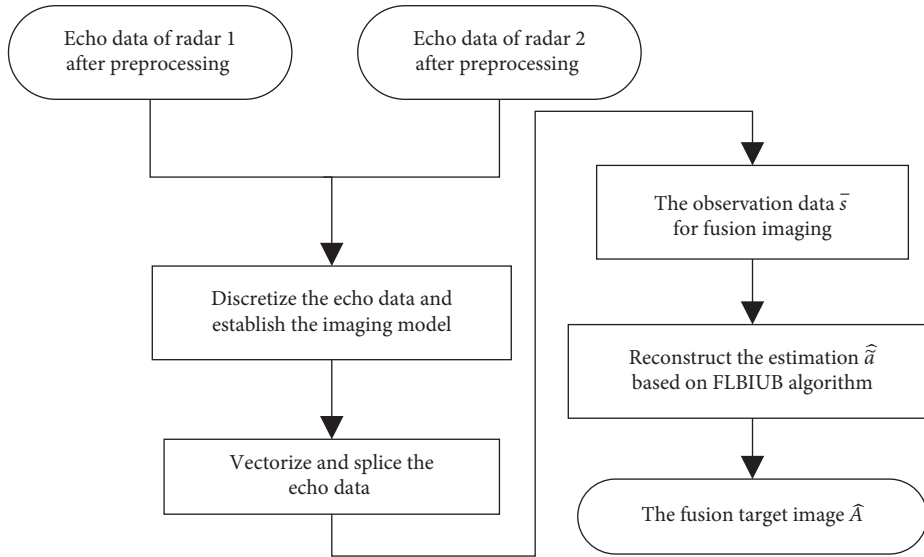 Echo data of radar 1
after preprocessing
Echo data of radar 2
after preprocessing
Discretize the echo data and
establish the imaging model
Vectorize and splice the
echo data
The observation data s̄
for fusion imaging
Reconstruct the estimation ã̂
based on FLBIUB algorithm
The fusion target image Â